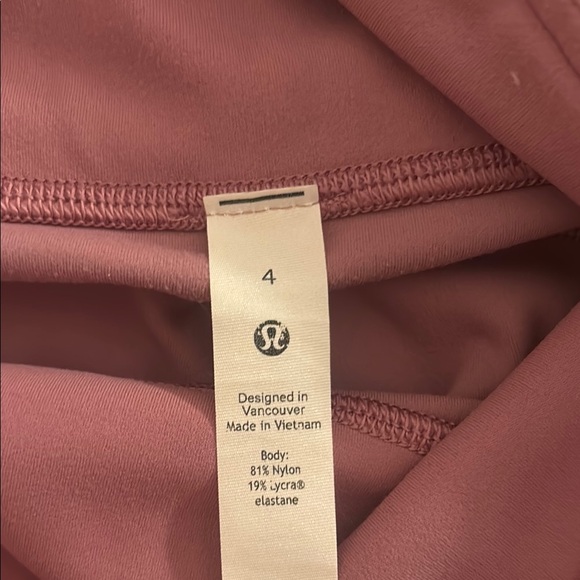 4
Designed in
Vancouver
Made in Vietnam
Body:
81% Nylon
19% Lycra®
elastane